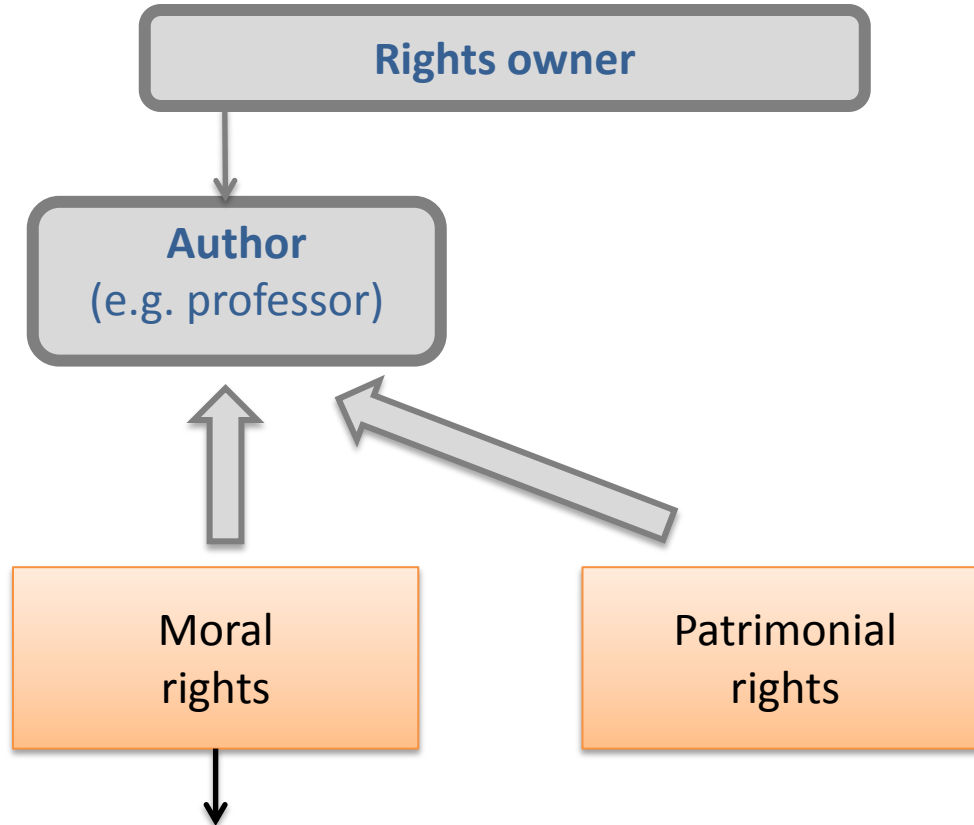 Rights owner
Author
(e.g. professor)
Moral
rights
Patrimonial
rights